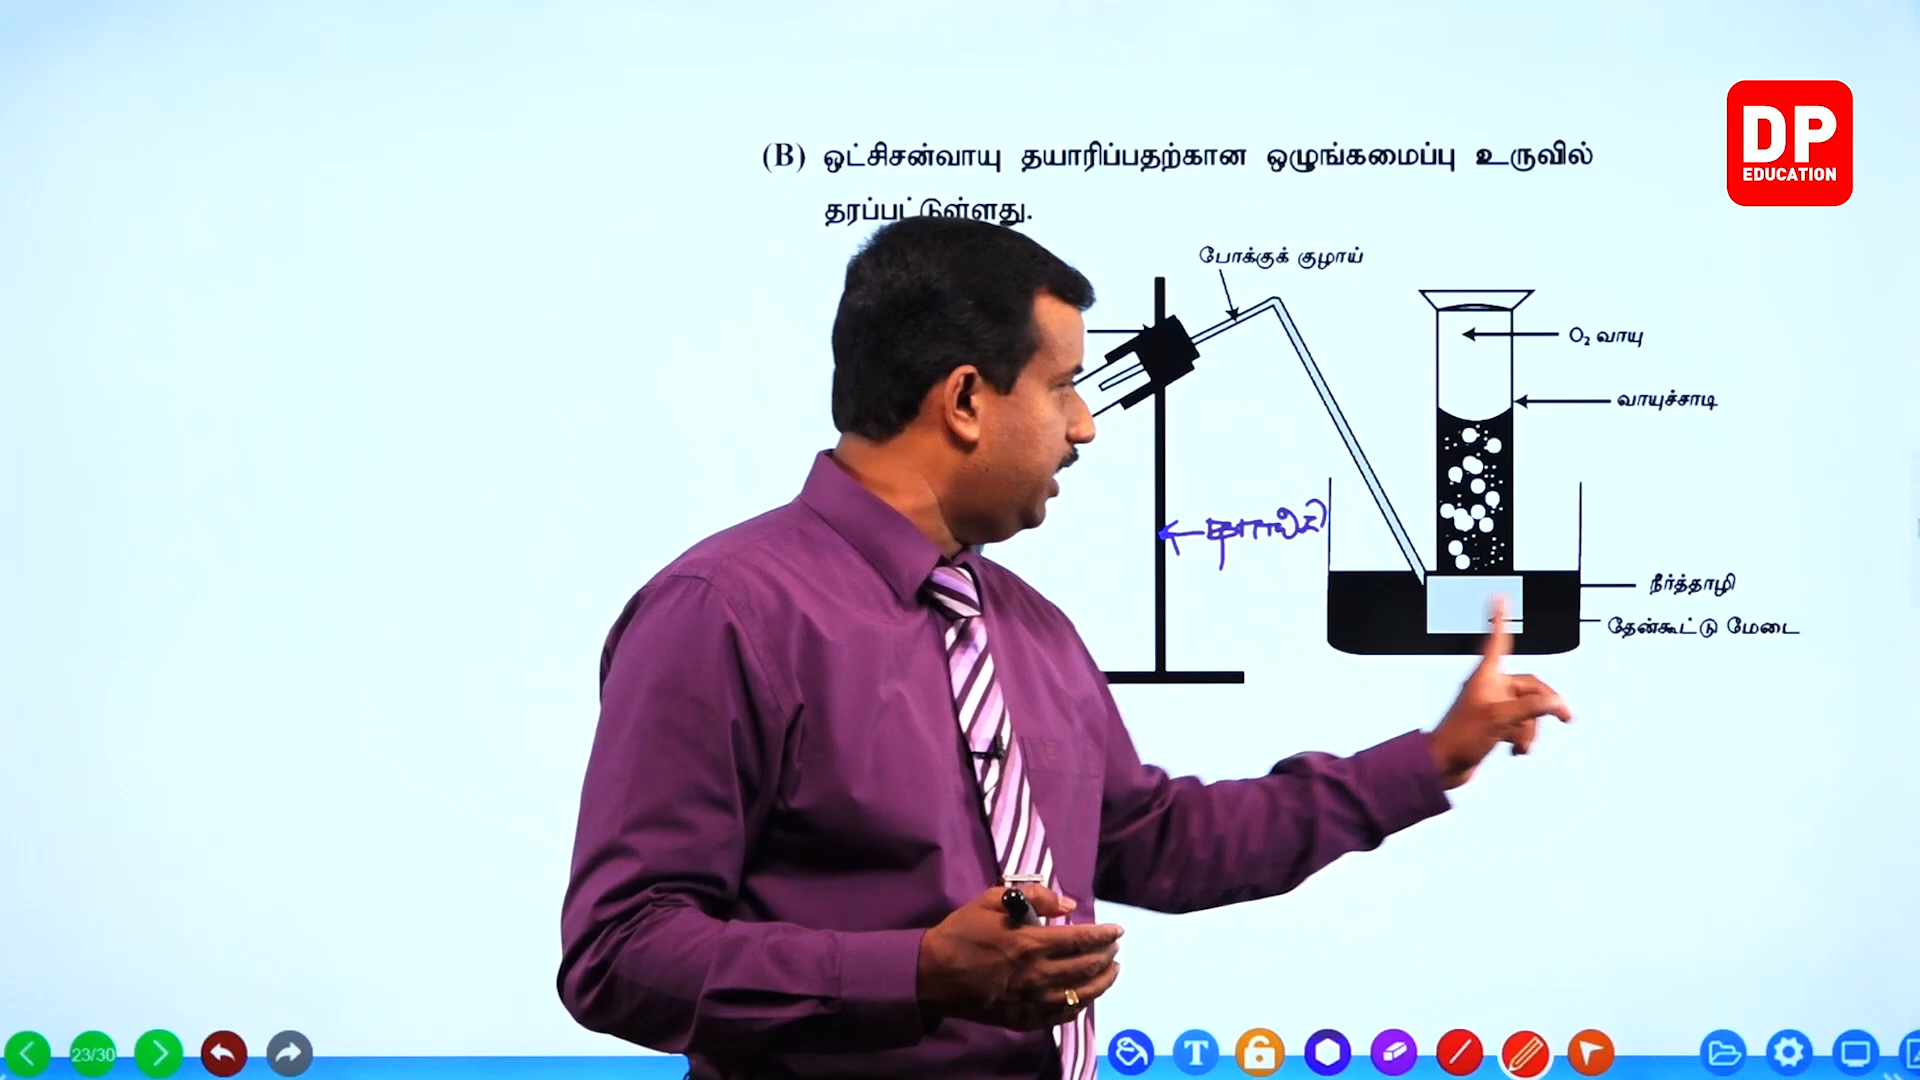 DP
EDUCATION
(B) ஒட்சிசன்வாயு தயாரிப்பதற்கான ஒழுங்கமைப்பு உருவில்
தரப்பட்டுள்ளது.
போக்குக் குழாய்
O₂ வாயு
வாயுச்சாடி
நீர்த்தாழி
தேன்கூட்டு மேடை
23/30
T